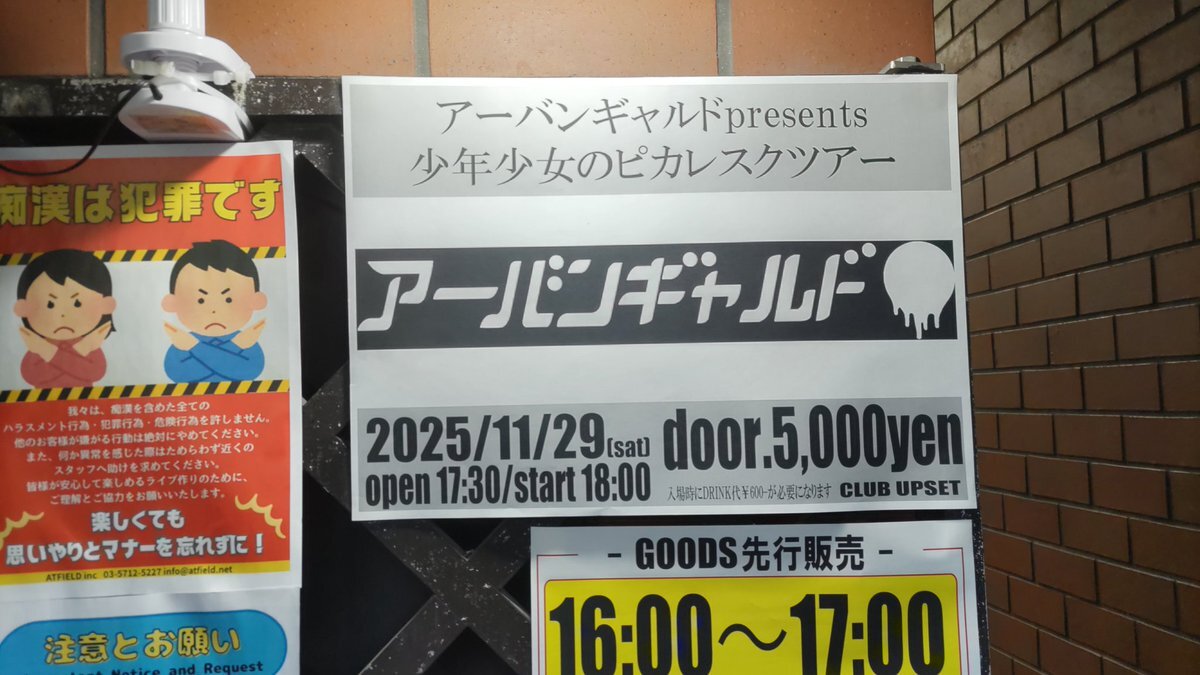 痴漢は犯罪です
我々は、痴漢を含めた全ての
ハラスメント行為・犯罪行為・危険行為を許しません。
他のお客様が嫌がる行動は絶対にやめてください。
また、何か異常を感じた際はためらわず近くの
スタッフへ助けを求めてください。
皆様が安心して楽しめるライブ作りのために、
ご理解とご協力をお願いいたします。
楽しくても
思いやりとマナーを忘れずに！
ATFIELD inc 03-5712-5227 info@atfield.net
注意とお願い
Notice and Request
アーバンギャルドpresents
少年少女のピカレスクツアー
アーバンギャルド
2025/11/29(sat)
open 17:30/start 18:00
door.5,000yen
入場時にDRINK代￥600-が必要になります CLUB UPSET
- GOODS先行販売 -
16:00〜17:00